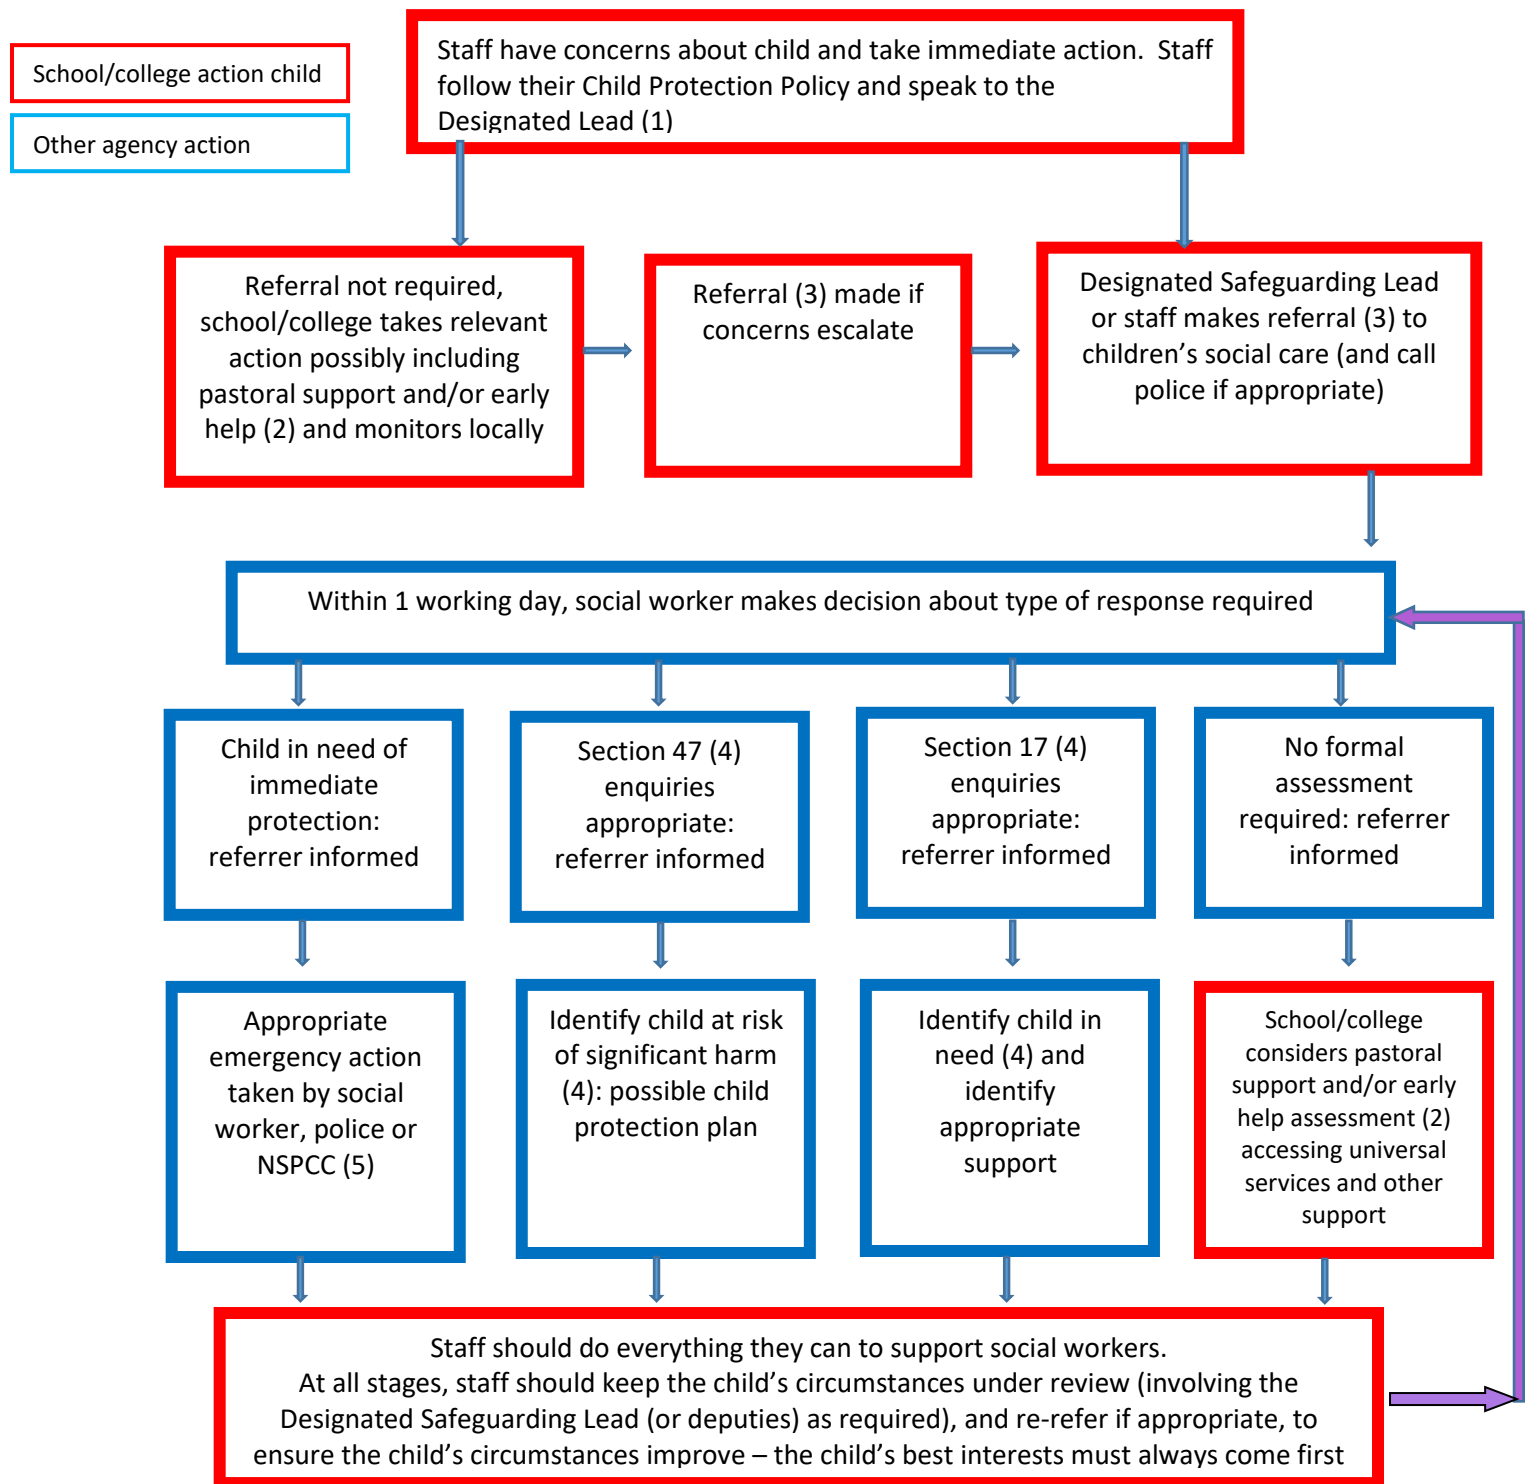 School/college action child
Other agency action
Staff have concerns about child and take immediate action.  Staff
follow their Child Protection Policy and speak to the
Designated Lead (1)
Referral not required,
school/college takes relevant
action possibly including
pastoral support and/or early
help (2) and monitors locally
Referral (3) made if
concerns escalate
Designated Safeguarding Lead
or staff makes referral (3) to
children’s social care (and call
police if appropriate)
Within 1 working day, social worker makes decision about type of response required
Child in need of
immediate
protection:
referrer informed
Section 47 (4)
enquiries
appropriate:
referrer informed
Section 17 (4)
enquiries
appropriate:
referrer informed
No formal
assessment
required: referrer
informed
Appropriate
emergency action
taken by social
worker, police or
NSPCC (5)
Identify child at risk
of significant harm
(4): possible child
protection plan
Identify child in
need (4) and
identify
appropriate
support
School/college
considers pastoral
support and/or early
help assessment (2)
accessing universal
services and other
support
Staff should do everything they can to support social workers.
At all stages, staff should keep the child’s circumstances under review (involving the
Designated Safeguarding Lead (or deputies) as required), and re-refer if appropriate, to
ensure the child’s circumstances improve – the child’s best interests must always come first